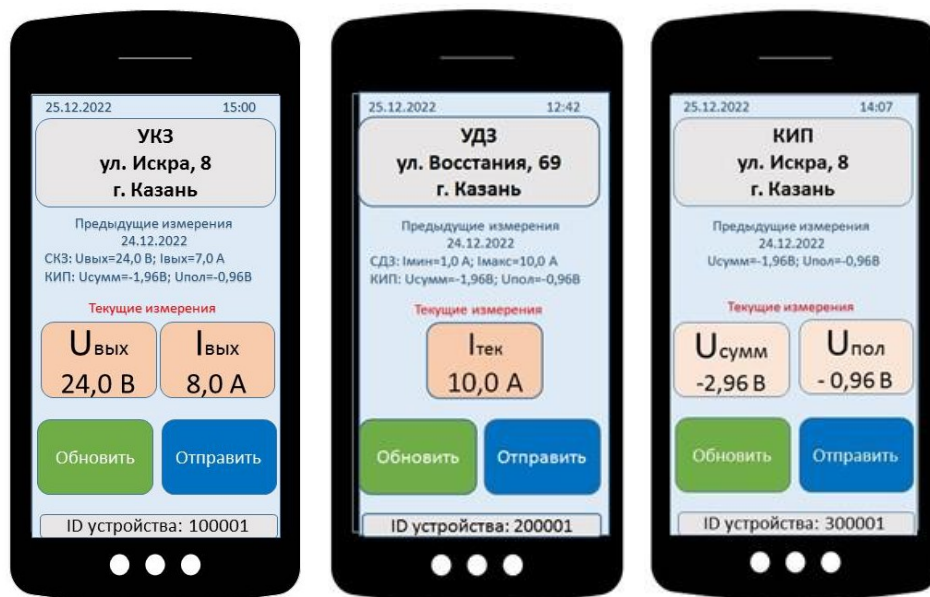 25.12.2022 15:00
УКЗ
ул. Искра, 8
г. Казань
Предыдущие измерения
24.12.2022
СКЗ: Uвых=24,0 В; Iвых=7,0 А
КИП: Uсумм=-1,96В; Uпол=-0,96В
Текущие измерения
Uвых Iвых
24,0 В 8,0 А
Обновить Отправить
ID устройства: 100001
25.12.2022 12:42
УДЗ
ул. Восстания, 69
г. Казань
Предыдущие измерения
24.12.2022
СДЗ: Iмин=1,0 А; Iмакс=10,0 А
КИП: Uсумм=-1,96В; Uпол=-0,96В
Текущие измерения
Iтек
10,0 А
Обновить Отправить
ID устройства: 200001
25.12.2022 14:07
КИП
ул. Искра, 8
г. Казань
Предыдущие измерения
24.12.2022
Uсумм=-1,96В; Uпол=-0,96В
Текущие измерения
Uсумм Uпол
-2,96 В - 0,96 В
Обновить Отправить
ID устройства: 300001